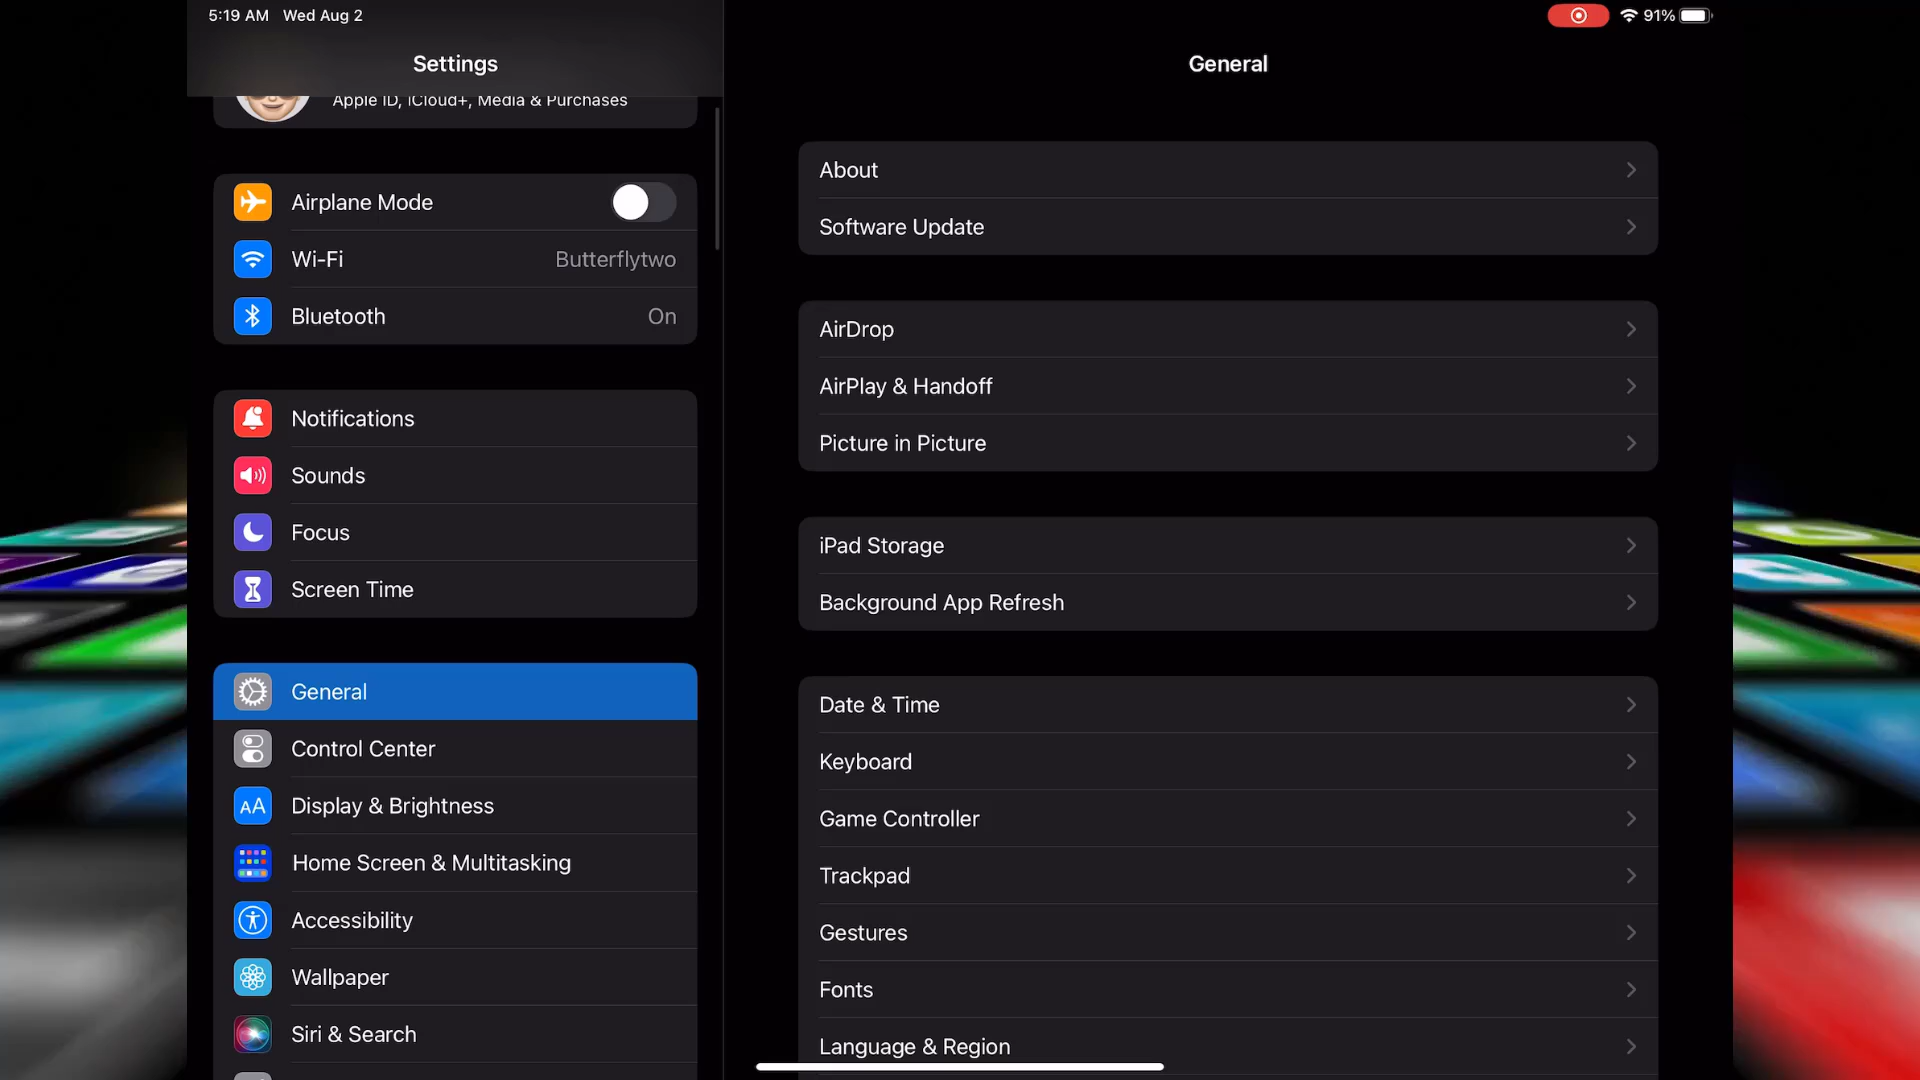 5:19 AM Wed Aug 2
91%
Settings
General
Apple ID, iCloud+, Media & Purchases
Airplane Mode
Wi-Fi Butterflytwo
Bluetooth On
Notifications
Sounds
Focus
Screen Time
General
Control Center
AA Display & Brightness
Home Screen & Multitasking
Accessibility
Wallpaper
Siri & Search
About
Software Update
AirDrop
AirPlay & Handoff
Picture in Picture
iPad Storage
Background App Refresh
Date & Time
Keyboard
Game Controller
Trackpad
Gestures
Fonts
Language & Region